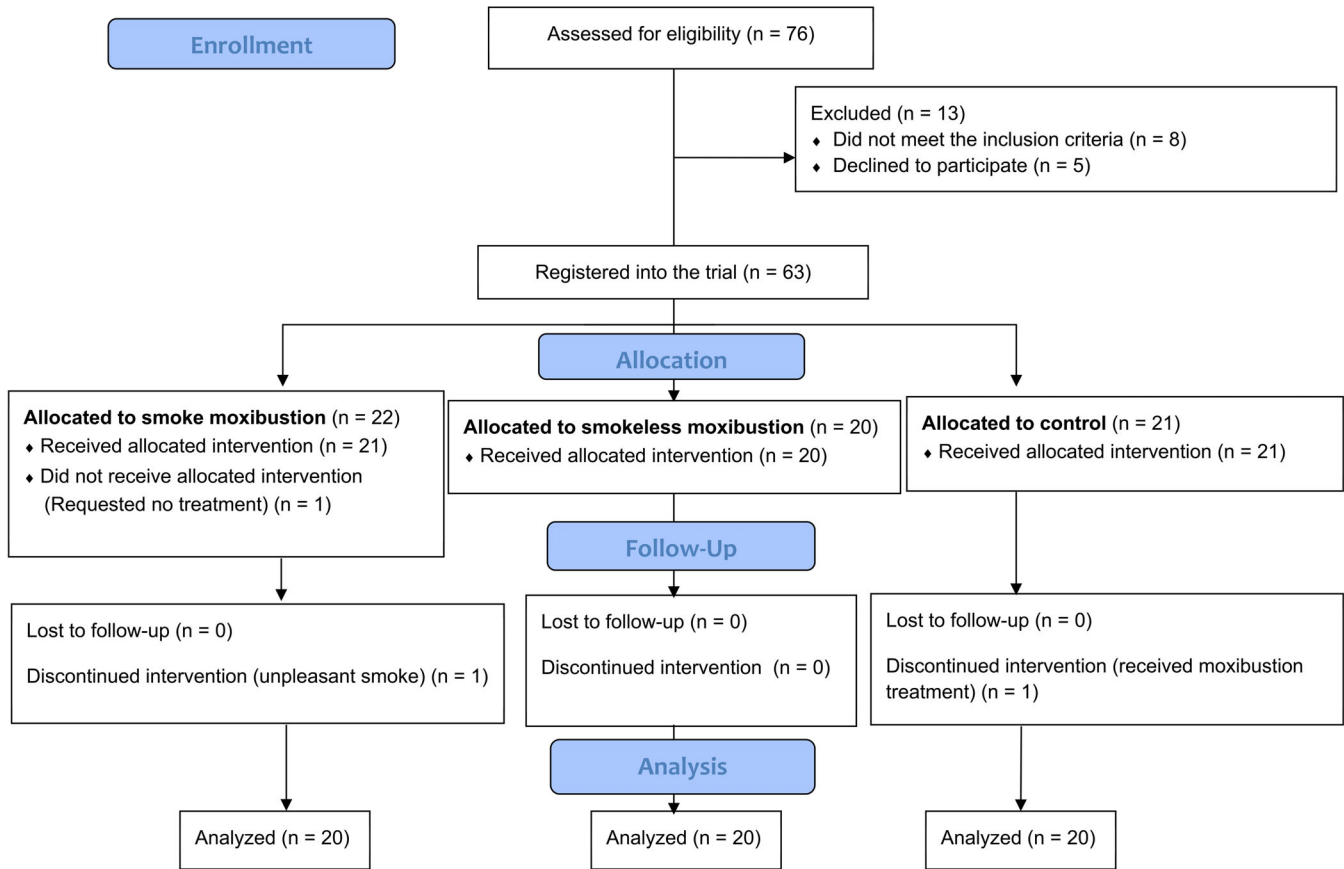 Enrollment
Assessed for eligibility (n = 76)
Excluded (n = 13)
♦ Did not meet the inclusion criteria (n = 8)
♦ Declined to participate (n = 5)
Registered into the trial (n = 63)
Allocation
Allocated to smoke moxibustion (n = 22)
♦ Received allocated intervention (n = 21)
♦ Did not receive allocated intervention
(Requested no treatment) (n = 1)
Allocated to smokeless moxibustion (n = 20)
♦ Received allocated intervention (n = 20)
Allocated to control (n = 21)
♦ Received allocated intervention (n = 21)
Follow-Up
Lost to follow-up (n = 0)
Discontinued intervention (unpleasant smoke) (n = 1)
Lost to follow-up (n = 0)
Discontinued intervention (n = 0)
Lost to follow-up (n = 0)
Discontinued intervention (received moxibustion
treatment) (n = 1)
Analysis
Analyzed (n = 20)
Analyzed (n = 20)
Analyzed (n = 20)